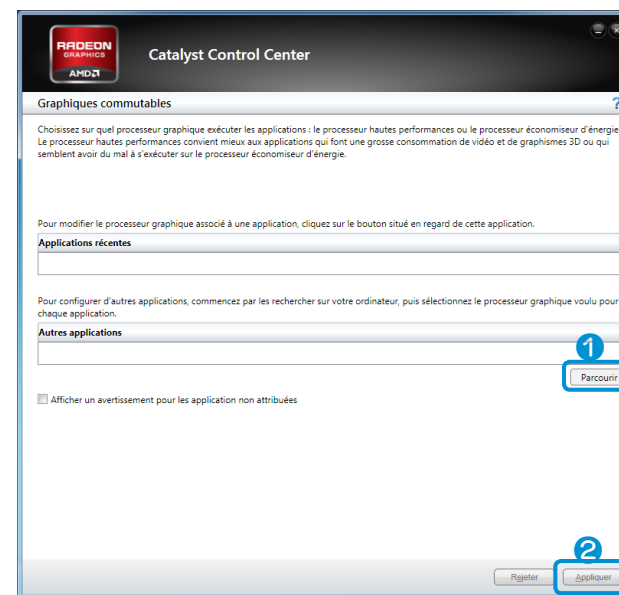 RADEON
GRAPHICS
AMD
Catalyst Control Center
Graphiques commutables
?
Choisissez sur quel processeur graphique exécuter les applications : le processeur hautes performances ou le processeur économiseur d'énergie
Le processeur hautes performances convient mieux aux applications qui font une grosse consommation de vidéo et de graphismes 3D ou qui
semblent avoir du mal à s'exécuter sur le processeur économiseur d'énergie.
Pour modifier le processeur graphique associé à une application, cliquez sur le bouton situé en regard de cette application.
Applications récentes
Pour configurer d'autres applications, commencez par les rechercher sur votre ordinateur, puis sélectionnez le processeur graphique voulu pour
chaque application.
Autres applications
1
Parcourir
Afficher un avertissement pour les application non attribuées
2
Rejeter
Appliquer